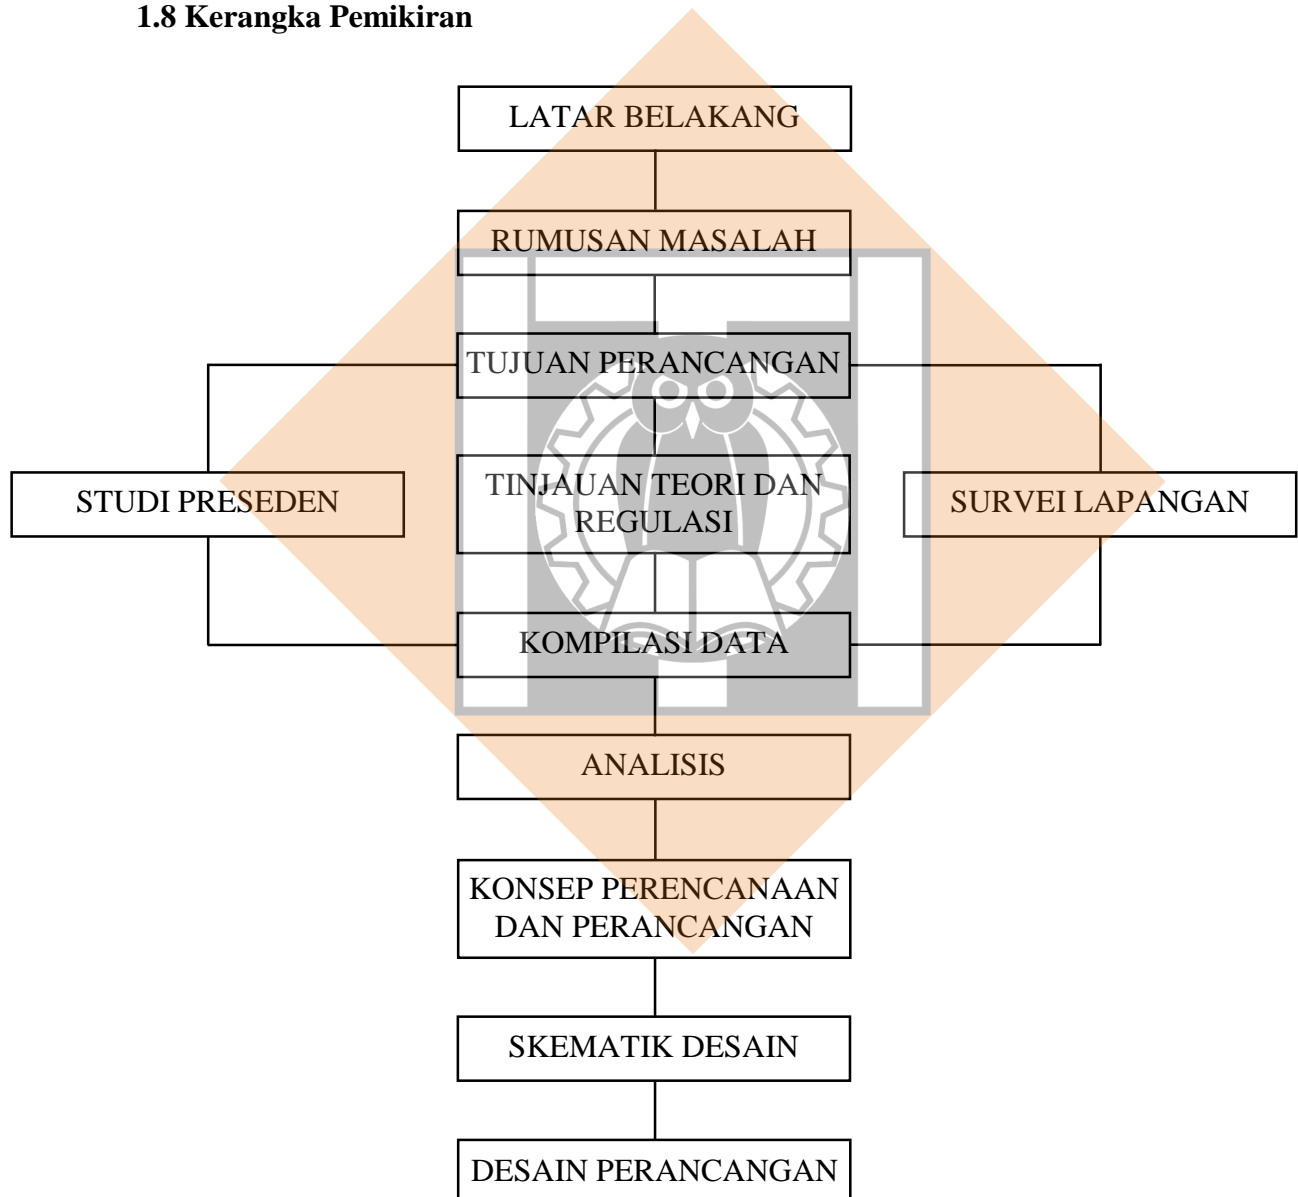 1.8 Kerangka Pemikiran
LATAR BELAKANG
RUMUSAN MASALAH
TUJUAN PERANCANGAN
STUDI PRESEDEN
TINJAUAN TEORI DAN
REGULASI
SURVEI LAPANGAN
KOMPILASI DATA
ANALISIS
KONSEP PERENCANAAN
DAN PERANCANGAN
SKEMATIK DESAIN
DESAIN PERANCANGAN